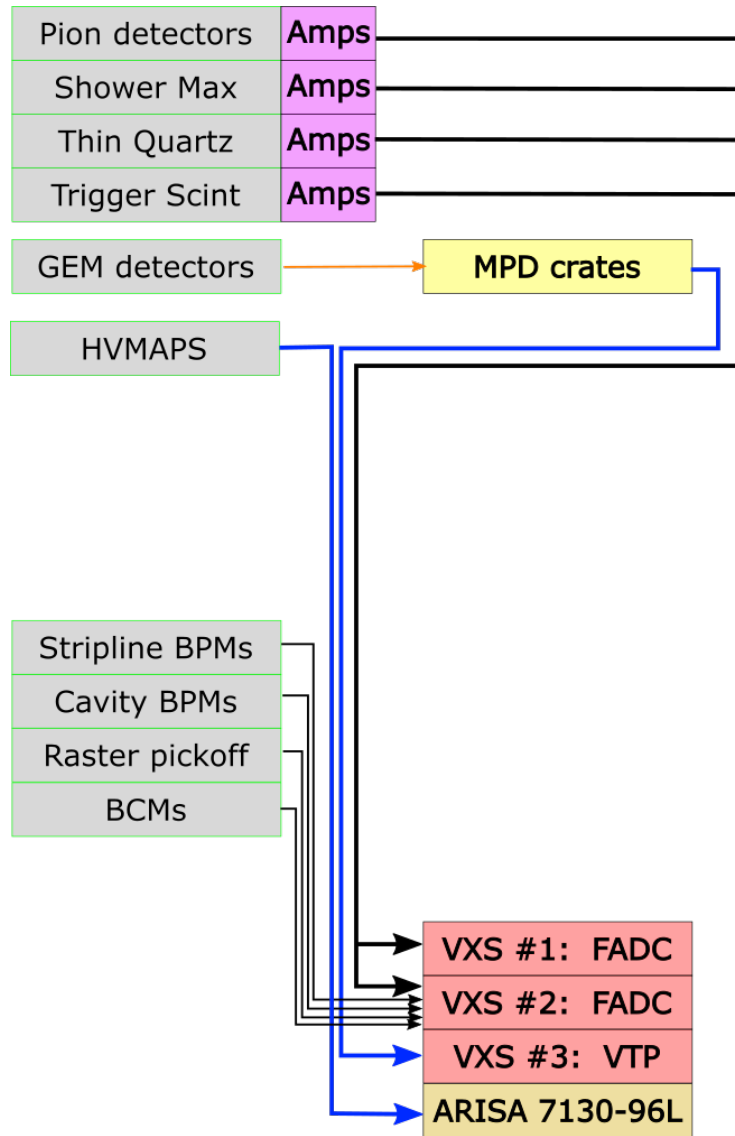 Pion detectors Amps
Shower Max Amps
Thin Quartz Amps
Trigger Scint Amps
GEM detectors MPD crates
HVMAPS
Stripline BPMs
Cavity BPMs
Raster pickoff
BCMs
VXS #1: FADC
VXS #2: FADC
VXS #3: VTP
ARISA 7130-96L